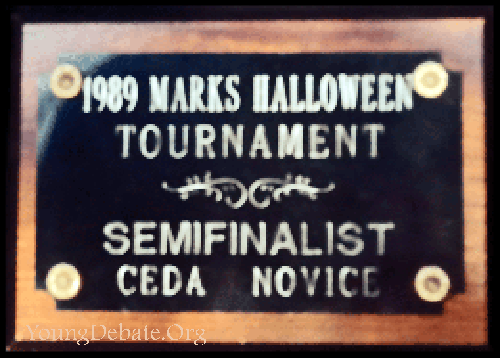 1989 MARKS HALLOWEEN
TOURNAMENT
SEMIFINALIST
CEDA NOVICE
YoungDebate.Org